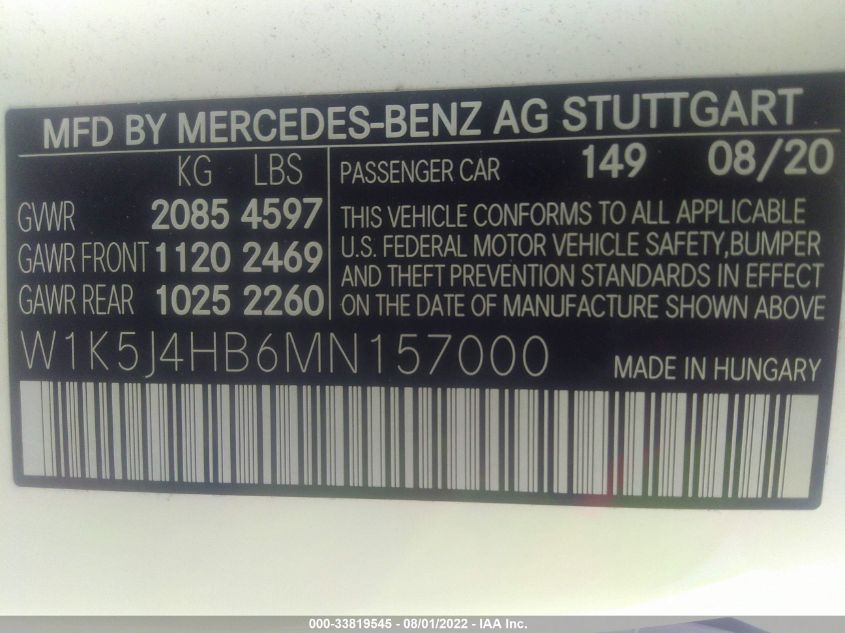 MFD BY MERCEDES-BENZ AG STUTTGART
KG LBS
GVWR 2085 4597
GAWR FRONT 1120 2469
GAWR REAR 1025 2260
PASSENGER CAR 149 08/20
THIS VEHICLE CONFORMS TO ALL APPLICABLE
U.S. FEDERAL MOTOR VEHICLE SAFETY,BUMPER
AND THEFT PREVENTION STANDARDS IN EFFECT
ON THE DATE OF MANUFACTURE SHOWN ABOVE
W1K5J4HB6MN157000
MADE IN HUNGARY
000-33819545 - 08/01/2022 - IAA Inc.